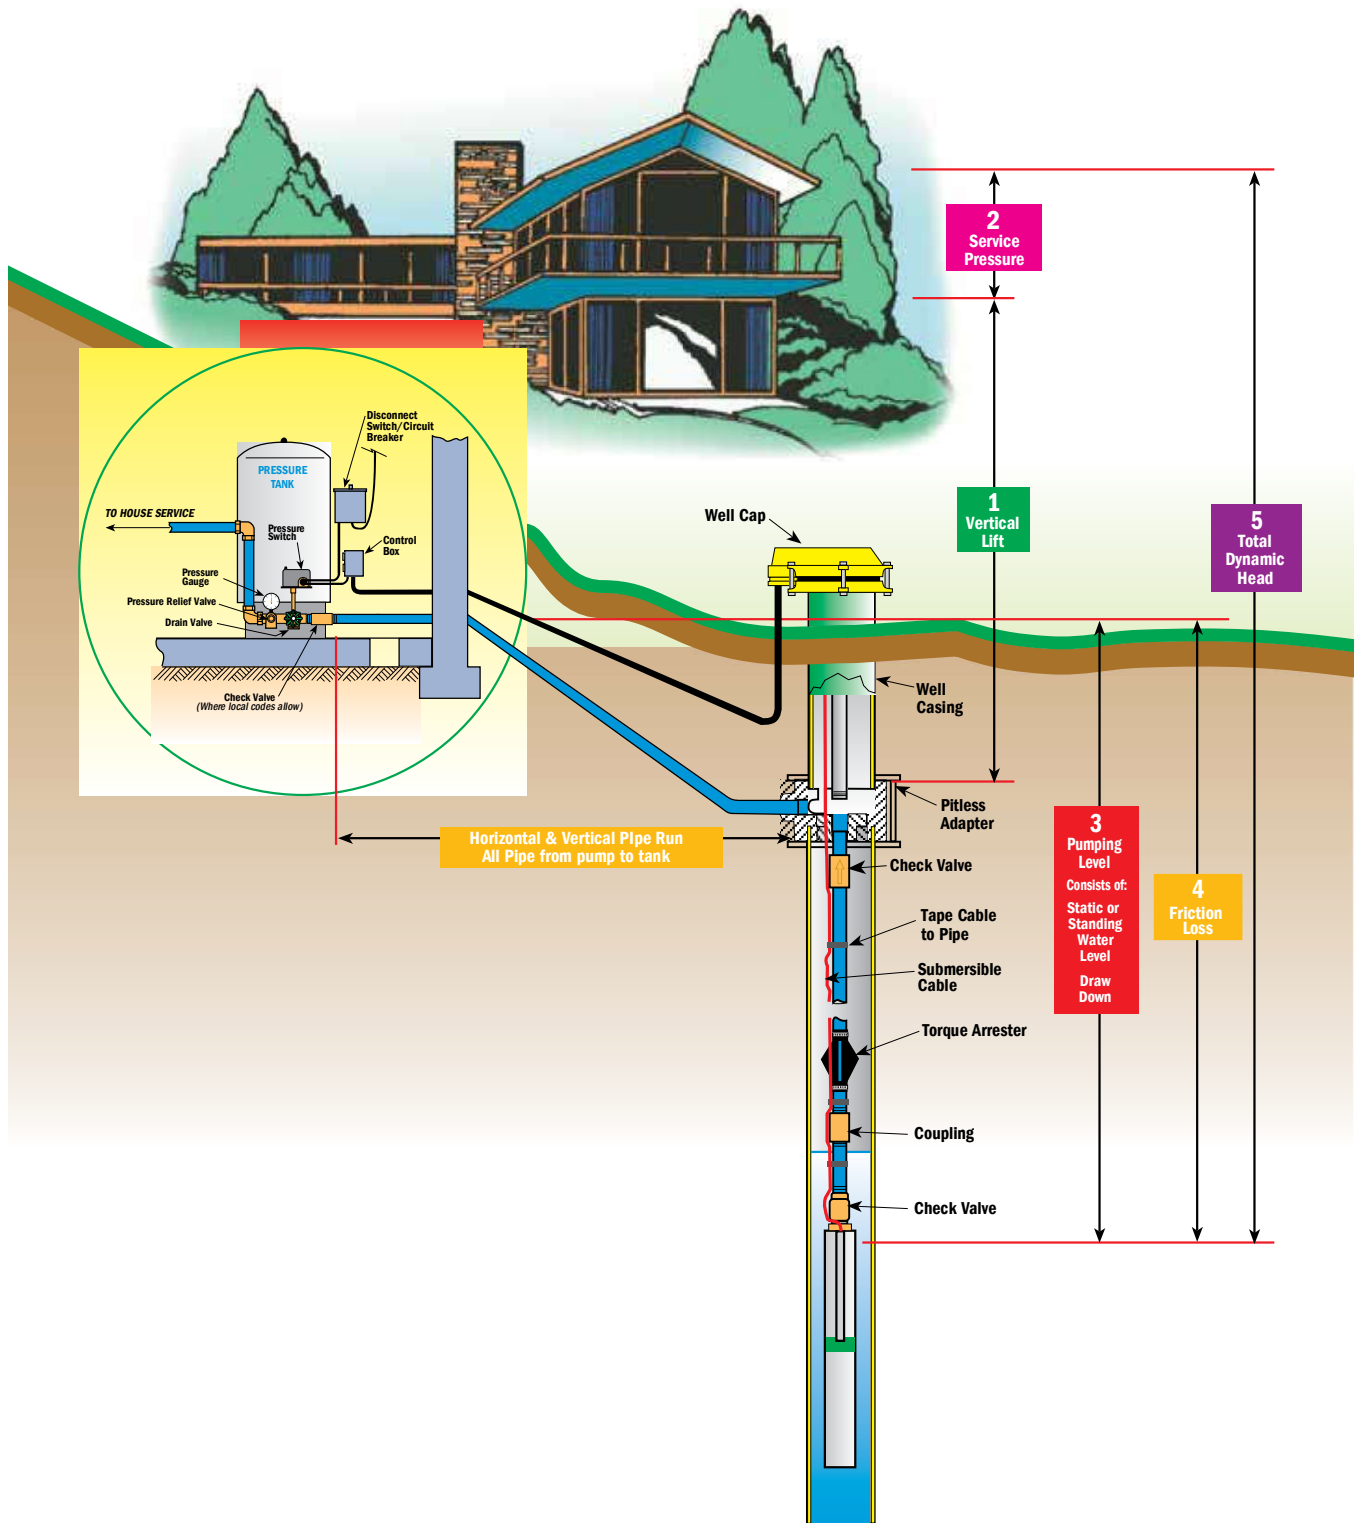 2
Service
Pressure
1
Vertical
Lift
5
Total
Dynamic
Head
Disconnect
Switch/Circuit
Breaker
PRESSURE
TANK
TO HOUSE SERVICE
Pressure
Switch
Control
Box
Pressure
Gauge
Pressure Relief Valve
Drain Valve
Check Valve
(Where local codes allow)
Well Cap
Well
Casing
Pitless
Adapter
Horizontal & Vertical PIpe Run
All Pipe from pump to tank
3
Pumping
Level
Consists of:
Static or
Standing
Water
Level
Draw
Down
4
Friction
Loss
Check Valve
Tape Cable
to Pipe
Submersible
Cable
Torque Arrester
Coupling
Check Valve